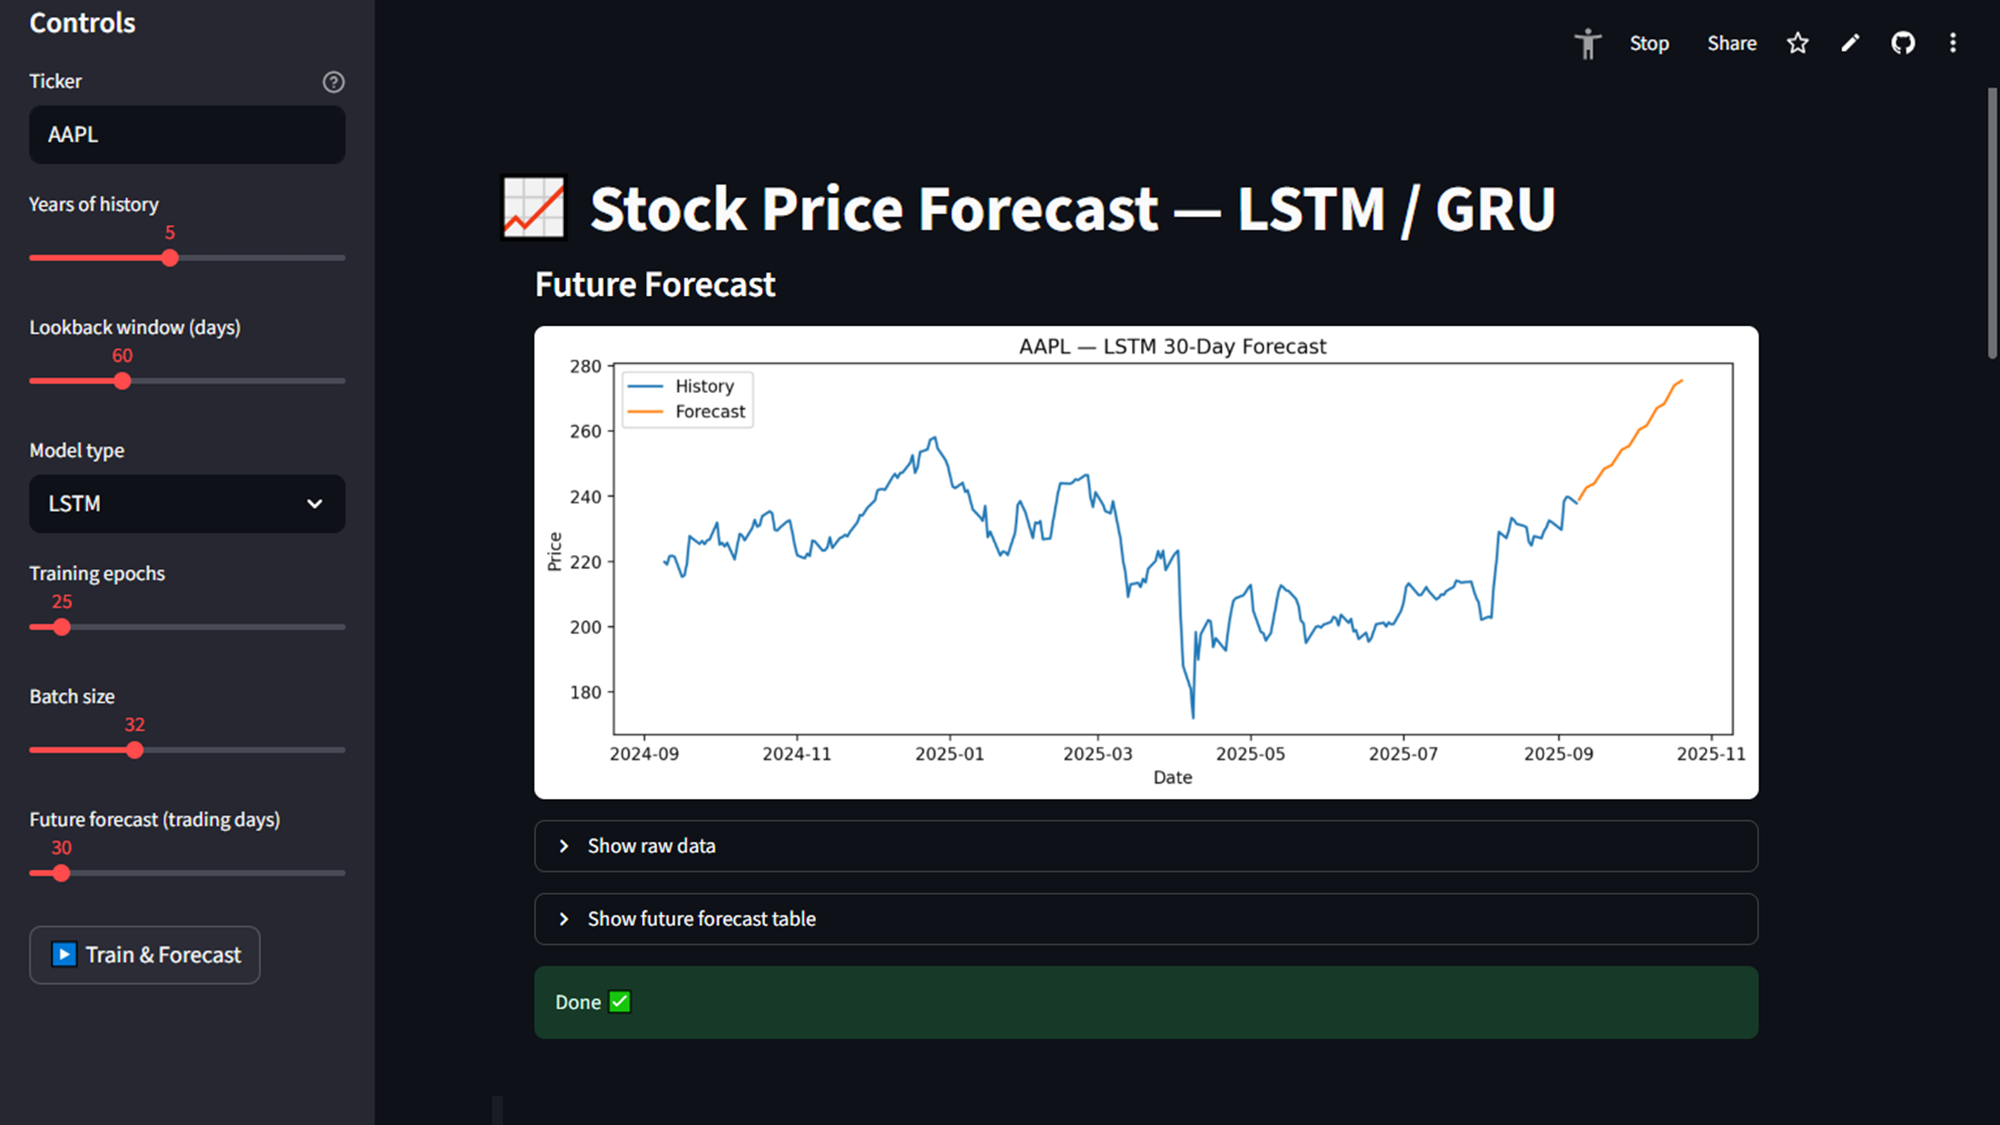 Controls
Ticker
AAPL
Years of history
5
Lookback window (days)
60
Model type
LSTM
Training epochs
25
Batch size
32
Future forecast (trading days)
30
Train & Forecast
Stop Share
Stock Price Forecast — LSTM / GRU
Future Forecast
AAPL — LSTM 30-Day Forecast
History
Forecast
280
260
240
220
200
180
Price
2024-09 2024-11 2025-01 2025-03 2025-05 2025-07 2025-09 2025-11
Date
Show raw data
Show future forecast table
Done